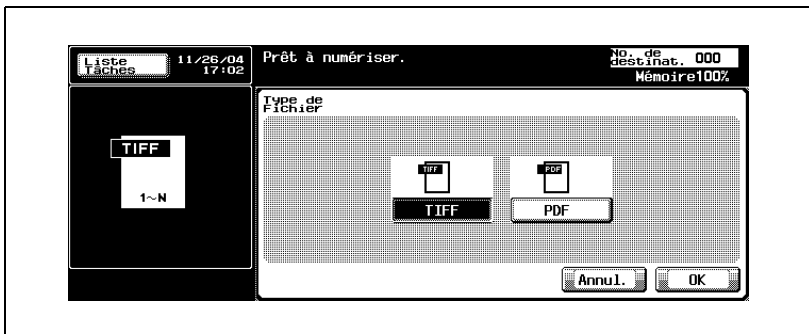 Liste
Tâches
11/26/04
17:02
Prêt à numériser.
No. de
destinat. 000
Mémoire100%
Type de
Fichier
TIFF
1~N
TIFF
PDF
TIFF
PDF
Annul.
OK